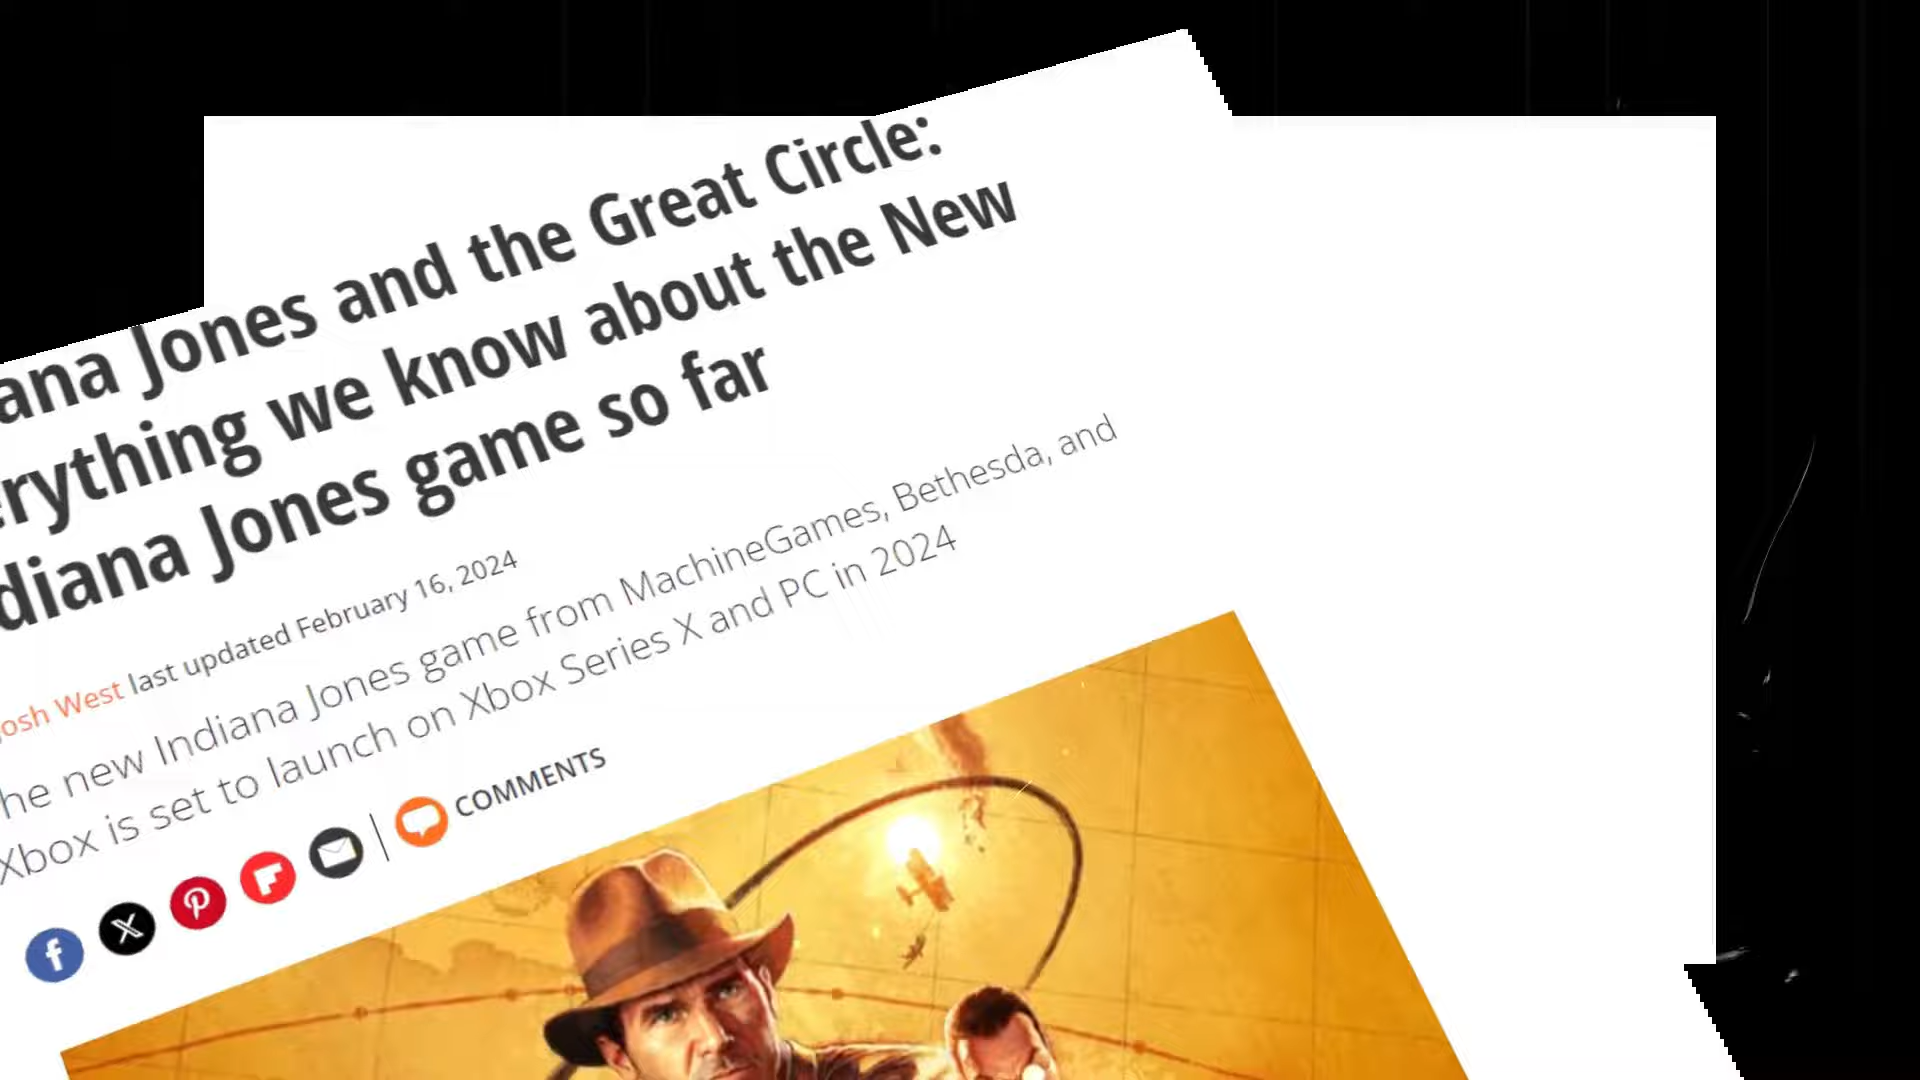 ana Jones and the Great Circle:
erything we know about the New
diana Jones game so far
osh West last updated February 16, 2024
he new Indiana Jones game from MachineGames, Bethesda, and
Xbox is set to launch on Xbox Series X and PC in 2024
COMMENTS